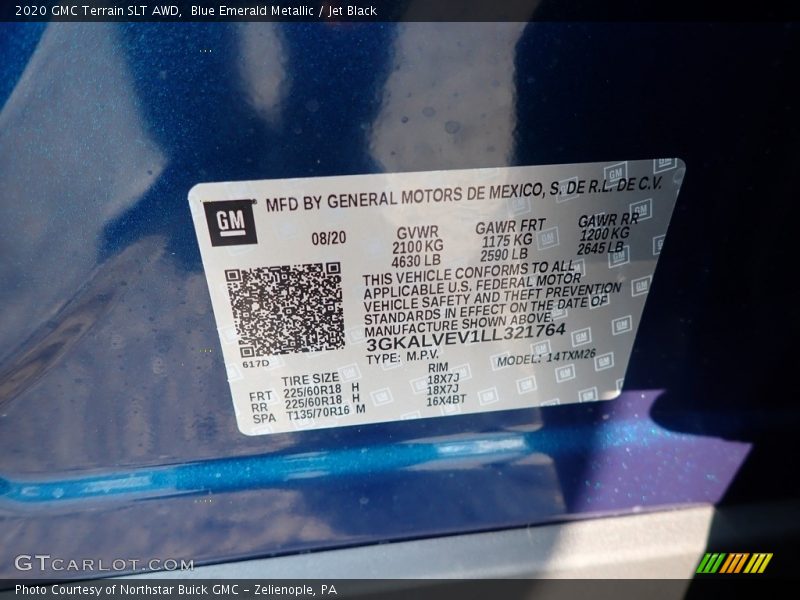 2020 GMC Terrain SLT AWD,  Blue Emerald Metallic / Jet Black
GM MFD BY GENERAL MOTORS DE MEXICO, S. DE R.L. DE C.V.
08/20 GVWR GAWR FRT GAWR RR
2100 KG 1175 KG 1200 KG
4630 LB 2590 LB 2645 LB
THIS VEHICLE CONFORMS TO ALL
APPLICABLE U.S. FEDERAL MOTOR
VEHICLE SAFETY AND THEFT PREVENTION
STANDARDS IN EFFECT ON THE DATE OF
MANUFACTURE SHOWN ABOVE.
3GKALVEV1LL321764
617D TYPE: M.P.V. MODEL: 14TXM26
TIRE SIZE RIM
FRT 225/60R18 H 18X7J
RR 225/60R18 H 18X7J
SPA T135/70R16 M 16X4BT
GTCARLOT.COM
Photo Courtesy of Northstar Buick GMC - Zelienople, PA